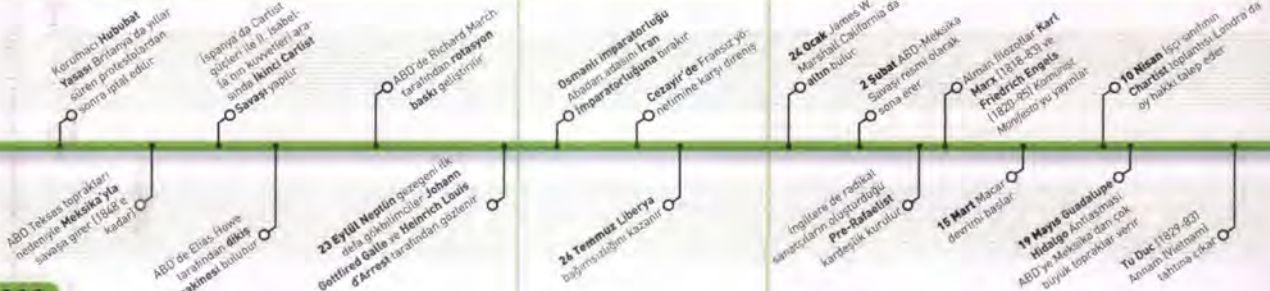 Korumacı Hububat
Yasası Britanya'da yıllar
süren protestolardan
sonra iptal edilir
ABD Teksas toprakları
nedeniyle Meksika'yla
savaşa girer (1848'e
kadar)
İspanya'da Carlist
güçler ile II. Isabel-
la'nın kuvvetleri ara-
sında İkinci Carlist
Savaşı yapılır
ABD'de Elias Howe
tarafından dikiş
makinesi bulunur
ABD'de Richard March
tarafından rotasyon
baskı geliştirilir
23 Eylül Neptün gezegeni ilk
defa gökbilimciler Johann
Gottfired Galle ve Heinrich Louis
d'Arrest tarafından gözlenir
Osmanlı İmparatorluğu
Abadan adasını İran
İmparatorluğuna bırakır
Cezayir'de Fransız yö-
netimine karşı direniş
26 Temmuz Liberya
bağımsızlığını kazanır
24 Ocak James W.
Marshall California'da
altın bulur
2 Şubat ABD-Meksika
Savaşı resmi olarak
sona erer
İngiltere'de radikal
sanatçıların oluşturduğu
Pre-Rafaelist
kardeşlik kurulur
Alman filozoflar Karl
Marx (1818-83) ve
Friedrich Engels
(1820-95) Komünist
Manifesto'yu yayınlar
15 Mart Macar
devrimi başlar
10 Nisan İşçi sınıfının
Chartist toplantısı Londra'da
oy hakkı talep eder
19 Mayıs Guadalupe
Hidalgo Antlaşması
ABD'ye Meksika'dan çok
büyük topraklar verir
Tu Duc (1829-83)
Annam (Vietnam)
tahtına çıkar